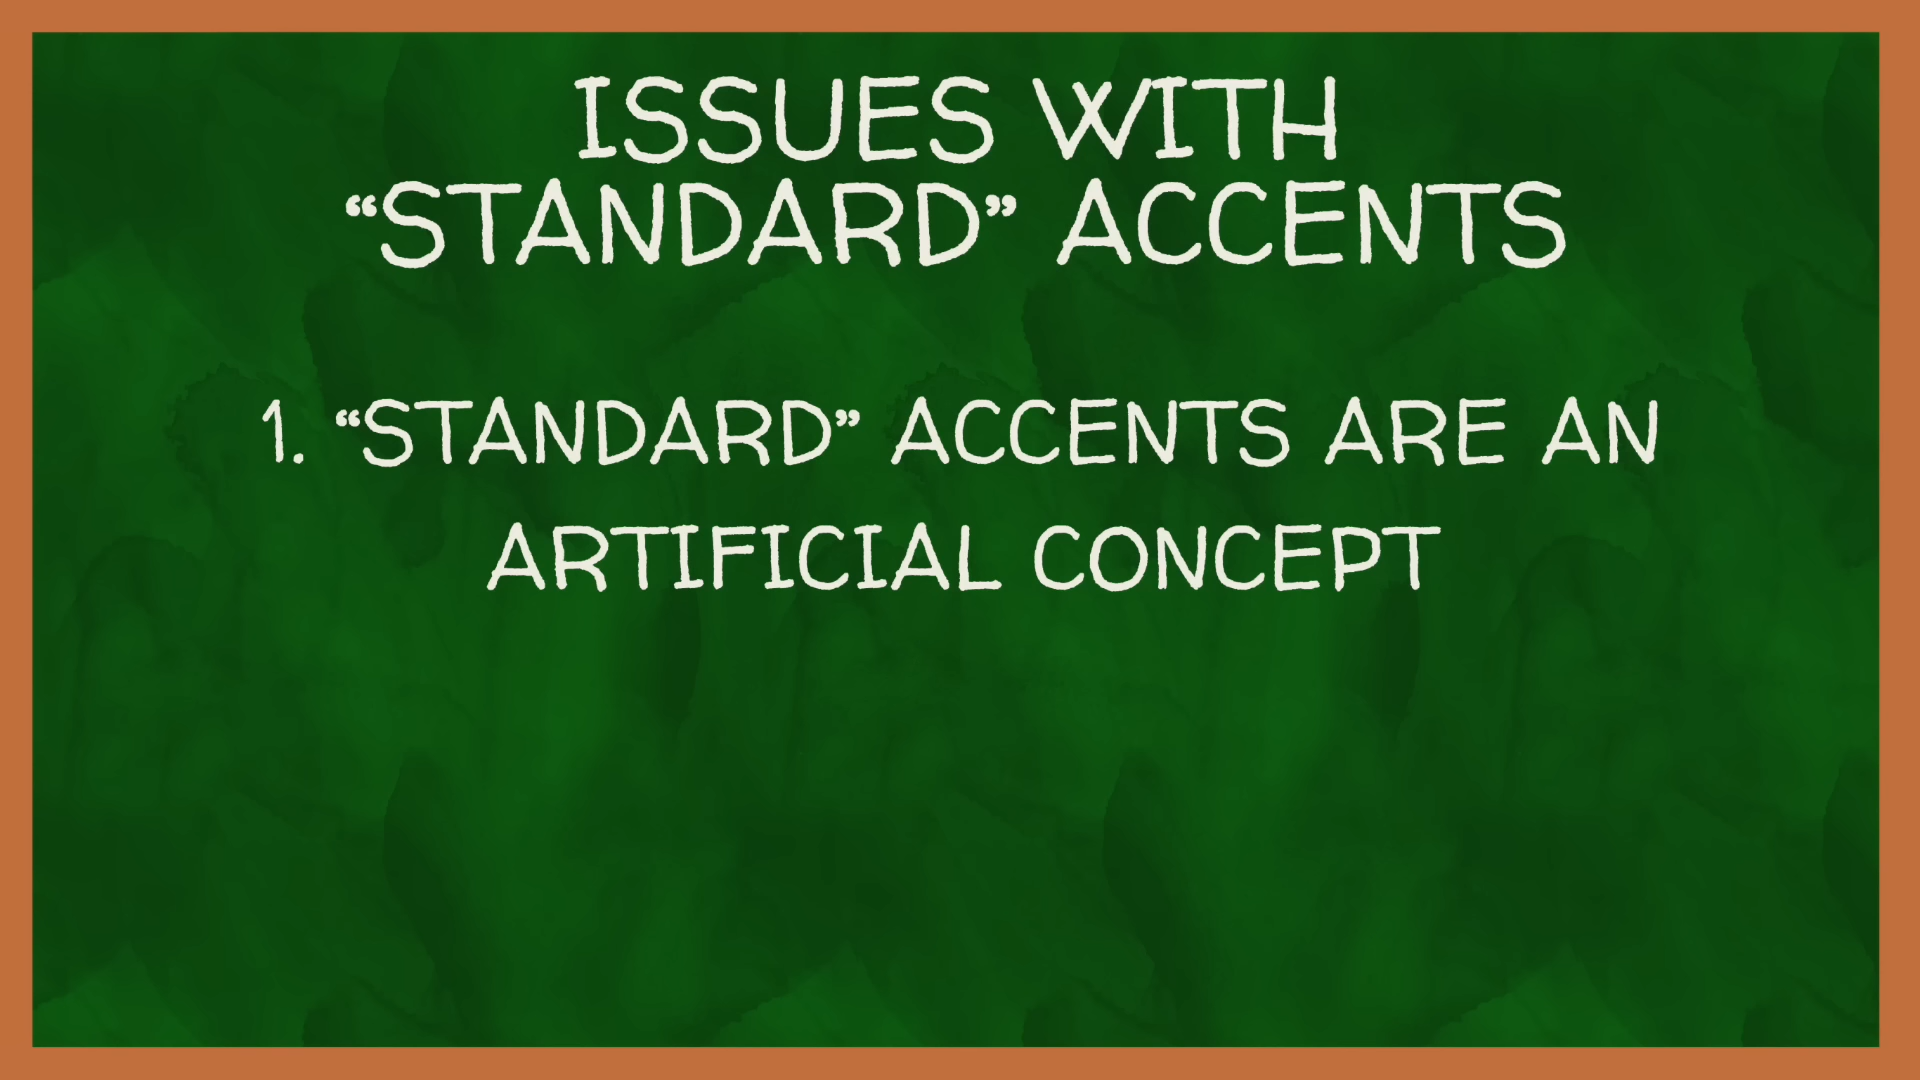 ISSUES WITH
“STANDARD” ACCENTS
1. “STANDARD” ACCENTS ARE AN
ARTIFICIAL CONCEPT